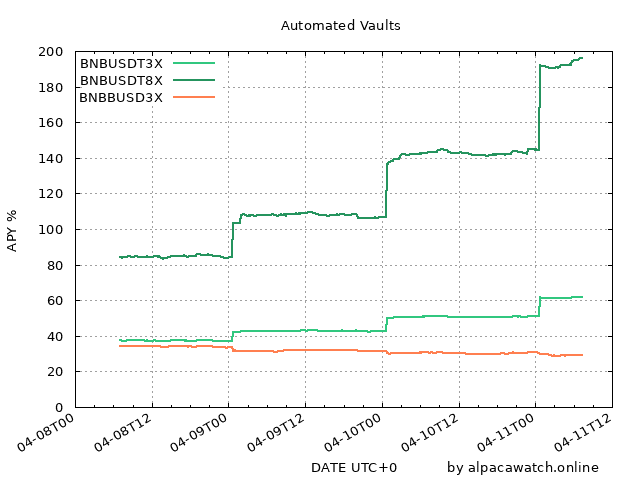 Automated Vaults
BNBUSDT3X
BNBUSDT8X
BNBBUSD3X
APY %
200
180
160
140
120
100
80
60
40
20
0
04-08T00
04-08T12
04-09T00
04-09T12
04-10T00
04-10T12
04-11T00
04-11T12
DATE UTC+0
by alpacawatch.online